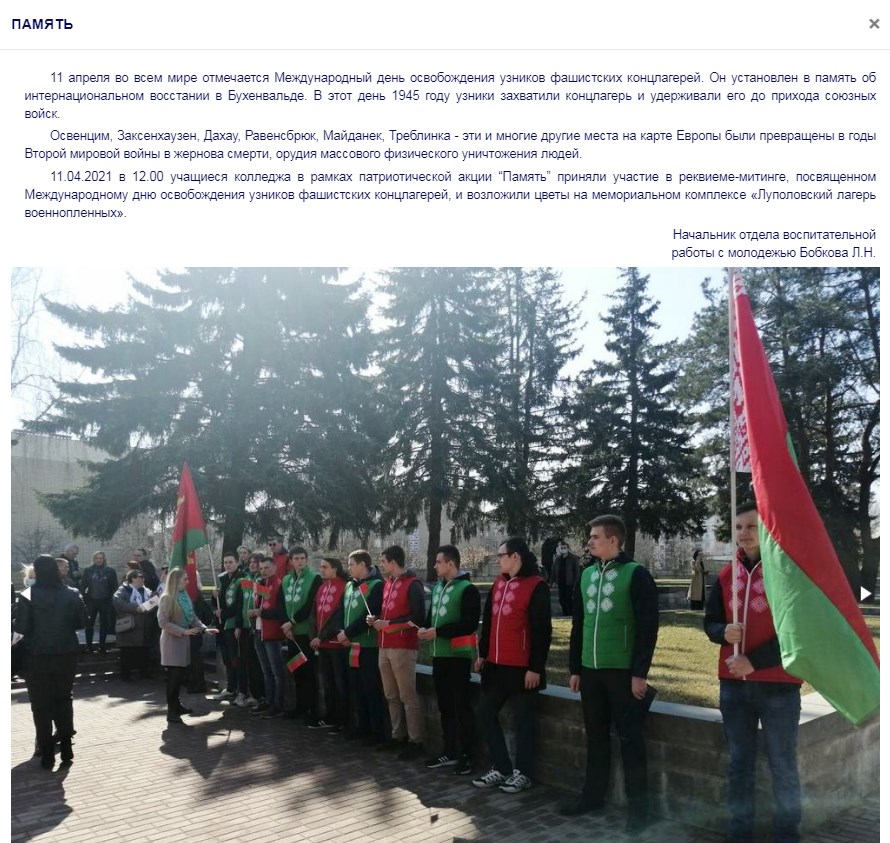 ПАМЯТЬ
11 апреля во всем мире отмечается Международный день освобождения узников фашистских концлагерей. Он установлен в память об
интернациональном восстании в Бухенвальде. В этот день 1945 году узники захватили концлагерь и удерживали его до прихода союзных
войск.
Освенцим, Заксенхаузен, Дахау, Равенсбрюк, Майданек, Треблинка - эти и многие другие места на карте Европы были превращены в годы
Второй мировой войны в жернова смерти, орудия массового физического уничтожения людей.
11.04.2021 в 12.00 учащиеся колледжа в рамках патриотической акции “Память” приняли участие в реквиеме-митинге, посвященном
Международному дню освобождения узников фашистских концлагерей, и возложили цветы на мемориальном комплексе «Луполовский лагерь
военнопленных».
Начальник отдела воспитательной
работы с молодежью Бобкова Л.Н.